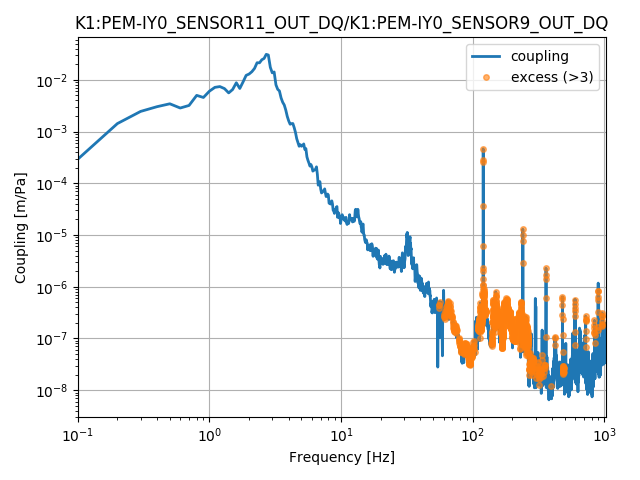 K1:PEM-IY0_SENSOR11_OUT_DQ/K1:PEM-IY0_SENSOR9_OUT_DQ
coupling
excess (>3)
Coupling [m/Pa]
10⁻²
10⁻³
10⁻⁴
10⁻⁵
10⁻⁶
10⁻⁷
10⁻⁸
10⁻¹ 10⁰ 10¹ 10² 10³
Frequency [Hz]